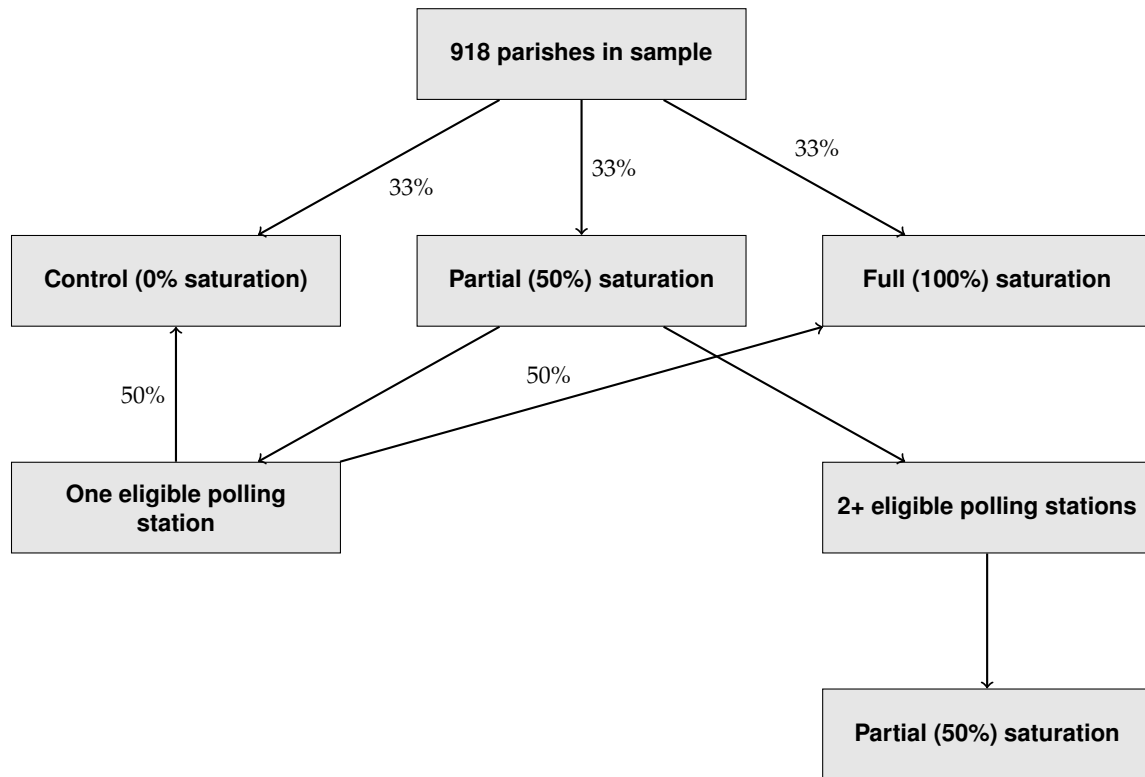 918 parishes in sample
33%
33%
33%
Control (0% saturation)
Partial (50%) saturation
Full (100%) saturation
50%
50%
One eligible polling
station
2+ eligible polling stations
Partial (50%) saturation